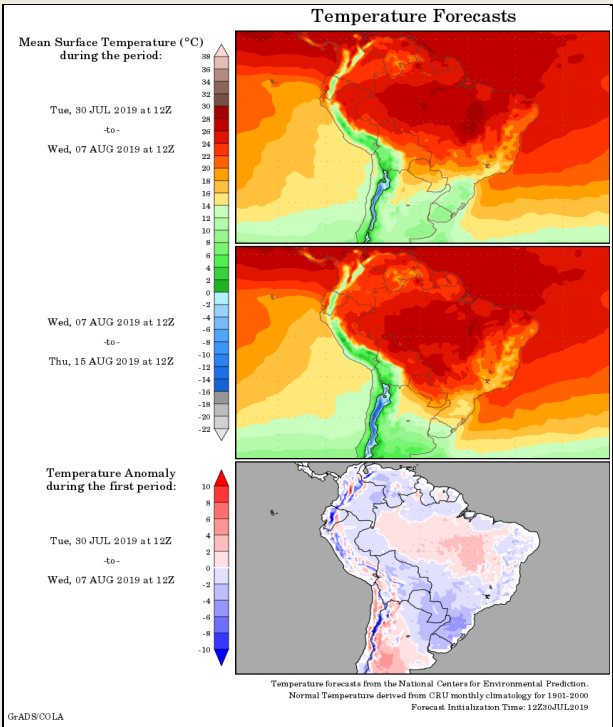 Temperature Forecasts
Mean Surface Temperature (°C)
during the period:
Tue, 30 JUL 2019 at 12Z
-to-
Wed, 07 AUG 2019 at 12Z
38
36
34
32
30
28
26
24
22
20
18
16
14
12
10
8
6
4
2
0
-2
-4
-6
-8
-10
-12
-14
-16
-18
-20
-22
Wed, 07 AUG 2019 at 12Z
-to-
Thu, 15 AUG 2019 at 12Z
Temperature Anomaly
during the first period:
Tue, 30 JUL 2019 at 12Z
-to-
Wed, 07 AUG 2019 at 12Z
10
8
6
4
2
0
-2
-4
-6
-8
-10
Temperature forecasts from the National Centers for Environmental Prediction.
Normal Temperature derived from CRU monthly climatology for 1901-2000
Forecast Initialization Time: 12Z30JUL2019
GrADS/COLA